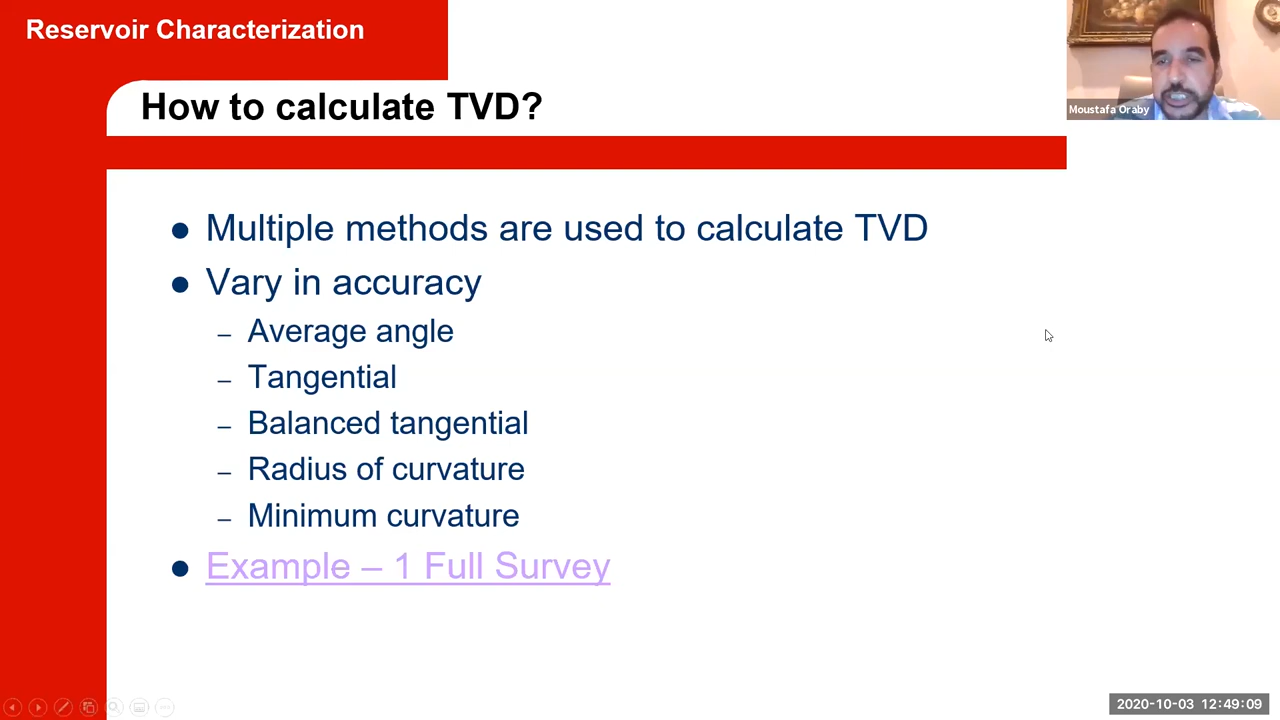 Reservoir Characterization
Moustafa Oraby
How to calculate TVD?
● Multiple methods are used to calculate TVD
● Vary in accuracy
– Average angle
– Tangential
– Balanced tangential
– Radius of curvature
– Minimum curvature
● Example – 1 Full Survey
2020-10-03 12:49:09